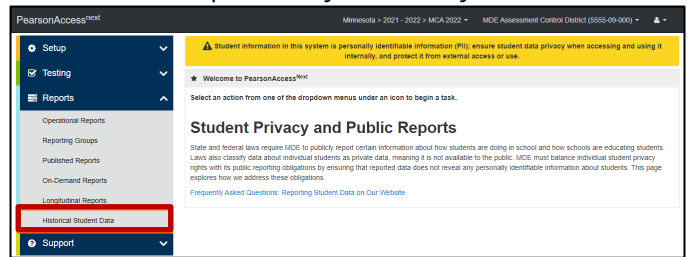 PearsonAccessnext
Minnesota > 2021 - 2022 > MCA 2022
MDE Assessment Control District (5555-09-000)
Setup
Testing
Reports
Operational Reports
Reporting Groups
Published Reports
On-Demand Reports
Longitudinal Reports
Historical Student Data
Support
Student information in this system is personally identifiable information (PII); ensure student data privacy when accessing and using it
internally, and protect it from external access or use.
Welcome to PearsonAccessNext
Select an action from one of the dropdown menus under an icon to begin a task.
Student Privacy and Public Reports
State and federal laws require MDE to publicly report certain information about how students are doing in school and how schools are educating students.
Laws also classify data about individual students as private data, meaning it is not available to the public. MDE must balance individual student privacy
rights with its public reporting obligations by ensuring that reported data does not reveal any personally identifiable information about students. This page
explores how we address these obligations.
Frequently Asked Questions: Reporting Student Data on Our Website